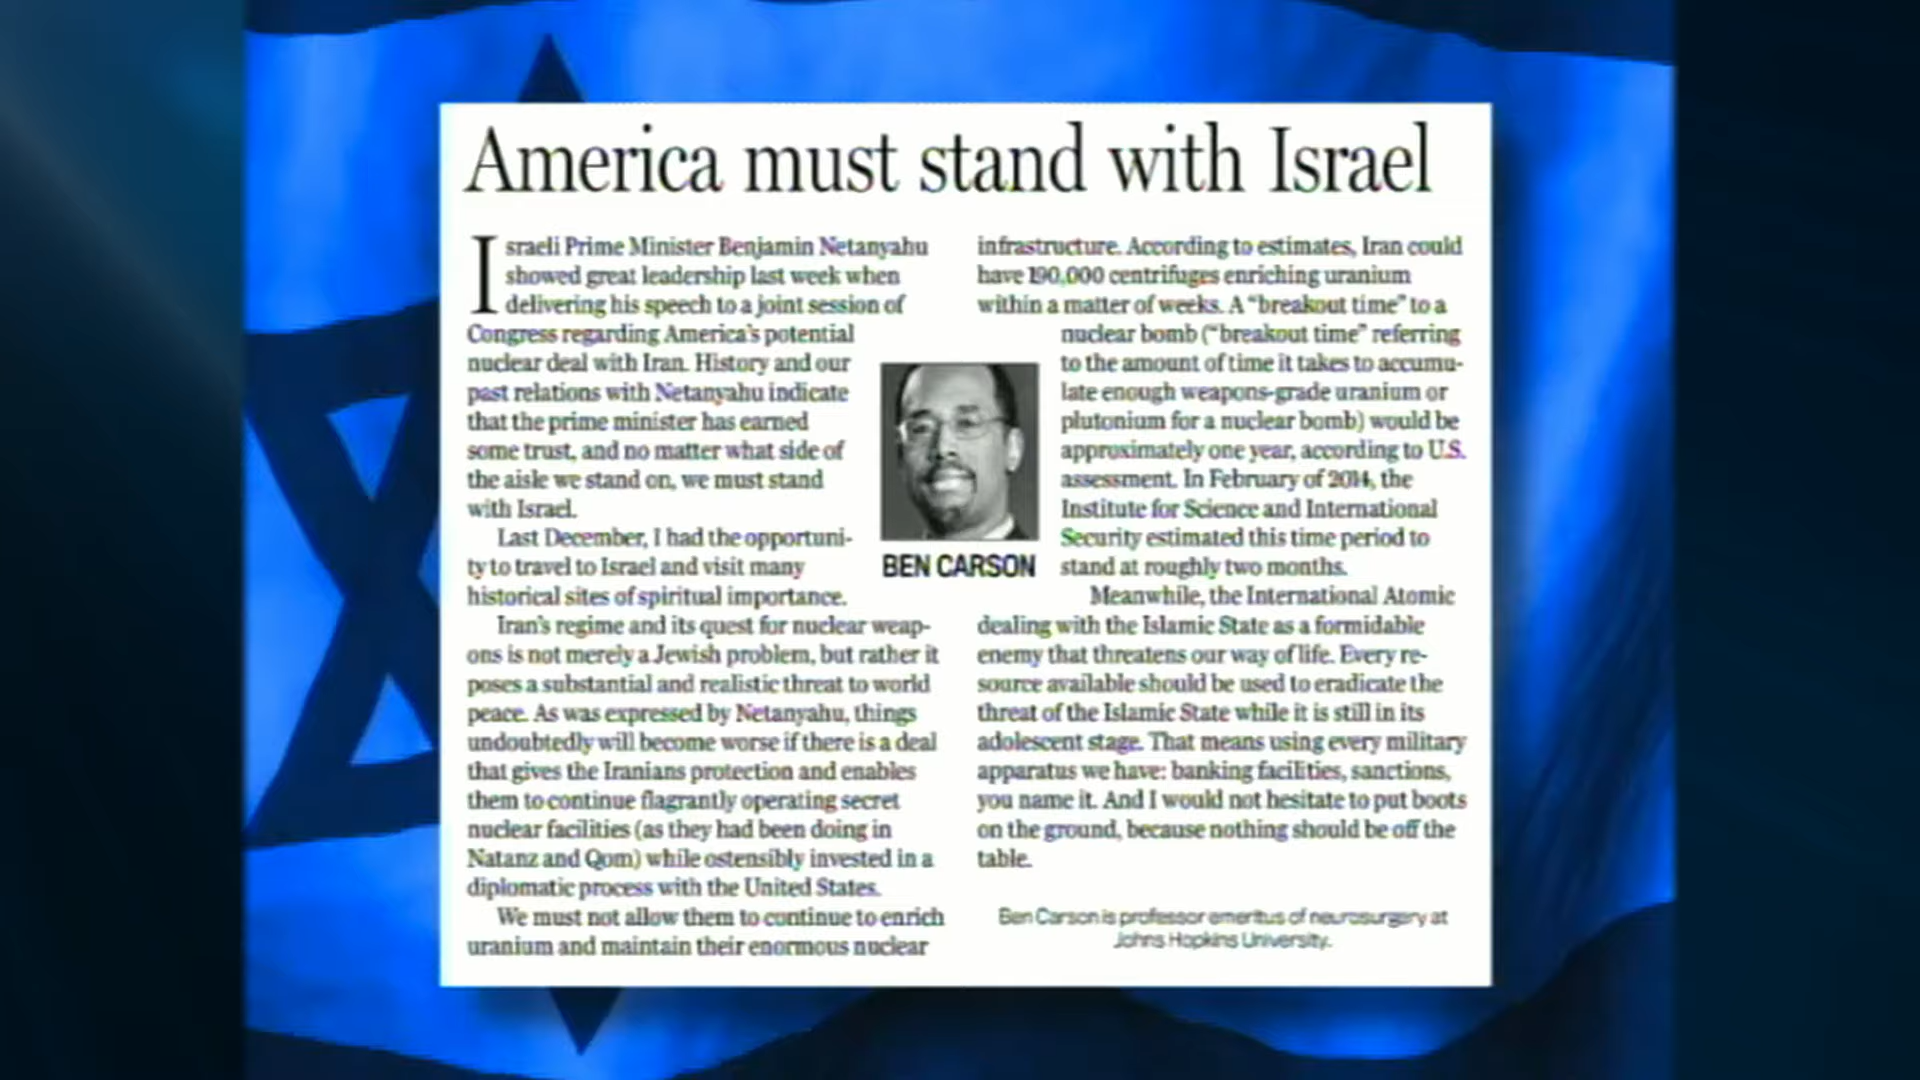 America must stand with Israel
Israeli Prime Minister Benjamin Netanyahu
showed great leadership last week when
delivering his speech to a joint session of
Congress regarding America's potential
nuclear deal with Iran. History and our
past relations with Netanyahu indicate
that the prime minister has earned
some trust, and no matter what side of
the aisle we stand on, we must stand
with Israel.
Last December, I had the opportuni-
ty to travel to Israel and visit many
historical sites of spiritual importance.
Iran's regime and its quest for nuclear weap-
ons is not merely a Jewish problem, but rather it
poses a substantial and realistic threat to world
peace. As was expressed by Netanyahu, things
undoubtedly will become worse if there is a deal
that gives the Iranians protection and enables
them to continue flagrantly operating secret
nuclear facilities (as they had been doing in
Natanz and Qom) while ostensibly invested in a
diplomatic process with the United States.
We must not allow them to continue to enrich
uranium and maintain their enormous nuclear
BEN CARSON
infrastructure. According to estimates, Iran could
have 190,000 centrifuges enriching uranium
within a matter of weeks. A "breakout time" to a
nuclear bomb ("breakout time" referring
to the amount of time it takes to accumu-
late enough weapons-grade uranium or
plutonium for a nuclear bomb) would be
approximately one year, according to U.S.
assessment. In February of 2014, the
Institute for Science and International
Security estimated this time period to
stand at roughly two months.
Meanwhile, the International Atomic
dealing with the Islamic State as a formidable
enemy that threatens our way of life. Every re-
source available should be used to eradicate the
threat of the Islamic State while it is still in its
adolescent stage. That means using every military
apparatus we have: banking facilities, sanctions,
you name it. And I would not hesitate to put boots
on the ground, because nothing should be off the
table.
Ben Carson is professor emeritus of neurosurgery at
Johns Hopkins University.